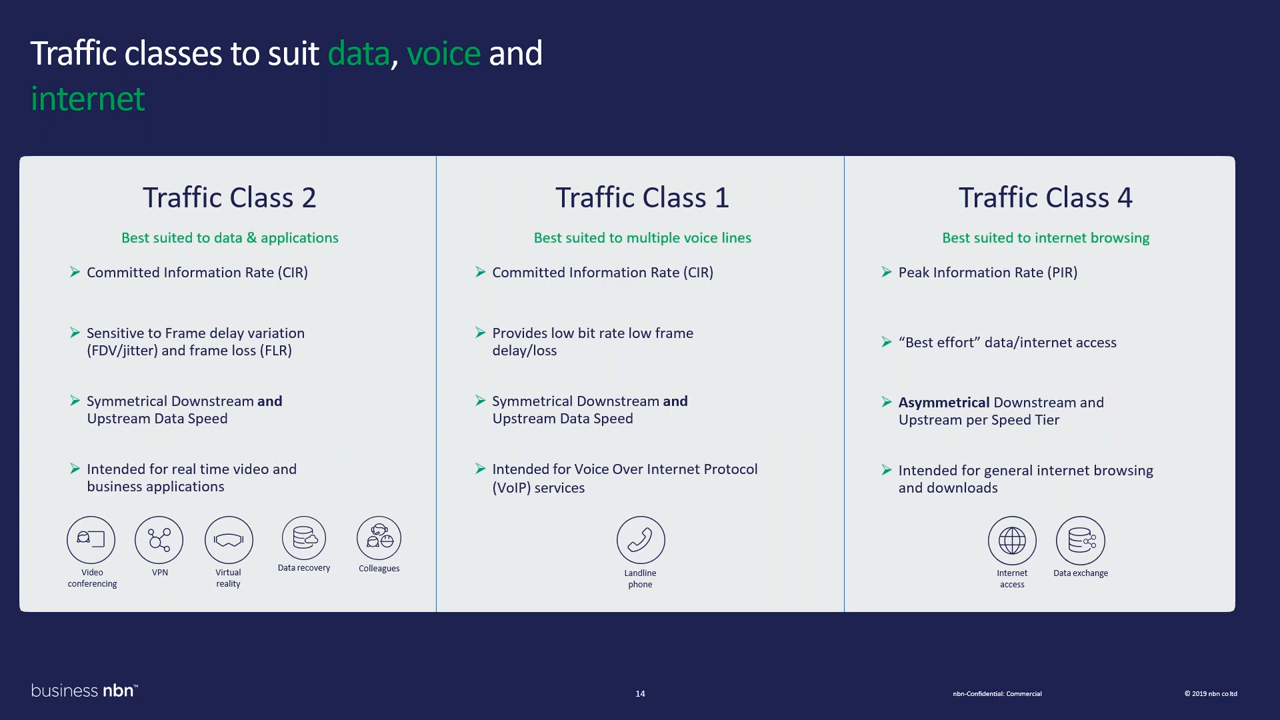 Traffic classes to suit data, voice and
internet
Traffic Class 2
Best suited to data & applications
Committed Information Rate (CIR)
Sensitive to Frame delay variation
(FDV/jitter) and frame loss (FLR)
Symmetrical Downstream and
Upstream Data Speed
Intended for real time video and
business applications
Video
conferencing
VPN
Virtual
reality
Data recovery
Colleagues
Traffic Class 1
Best suited to multiple voice lines
Committed Information Rate (CIR)
Provides low bit rate low frame
delay/loss
Symmetrical Downstream and
Upstream Data Speed
Intended for Voice Over Internet Protocol
(VoIP) services
Landline
phone
Traffic Class 4
Best suited to internet browsing
Peak Information Rate (PIR)
“Best effort” data/internet access
Asymmetrical Downstream and
Upstream per Speed Tier
Intended for general internet browsing
and downloads
Internet
access
Data exchange
business nbn™
14
nbn-Confidential: Commercial
© 2019 nbn co ltd